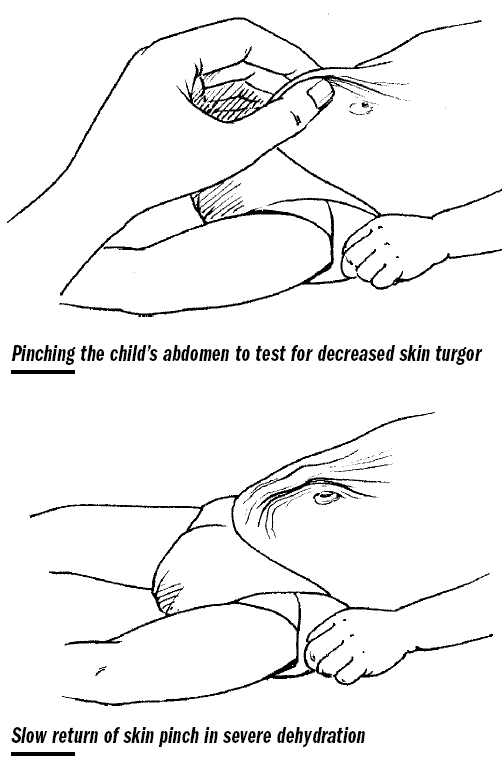 Pinching the child's abdomen to test for decreased skin turgor
Slow return of skin pinch in severe dehydration